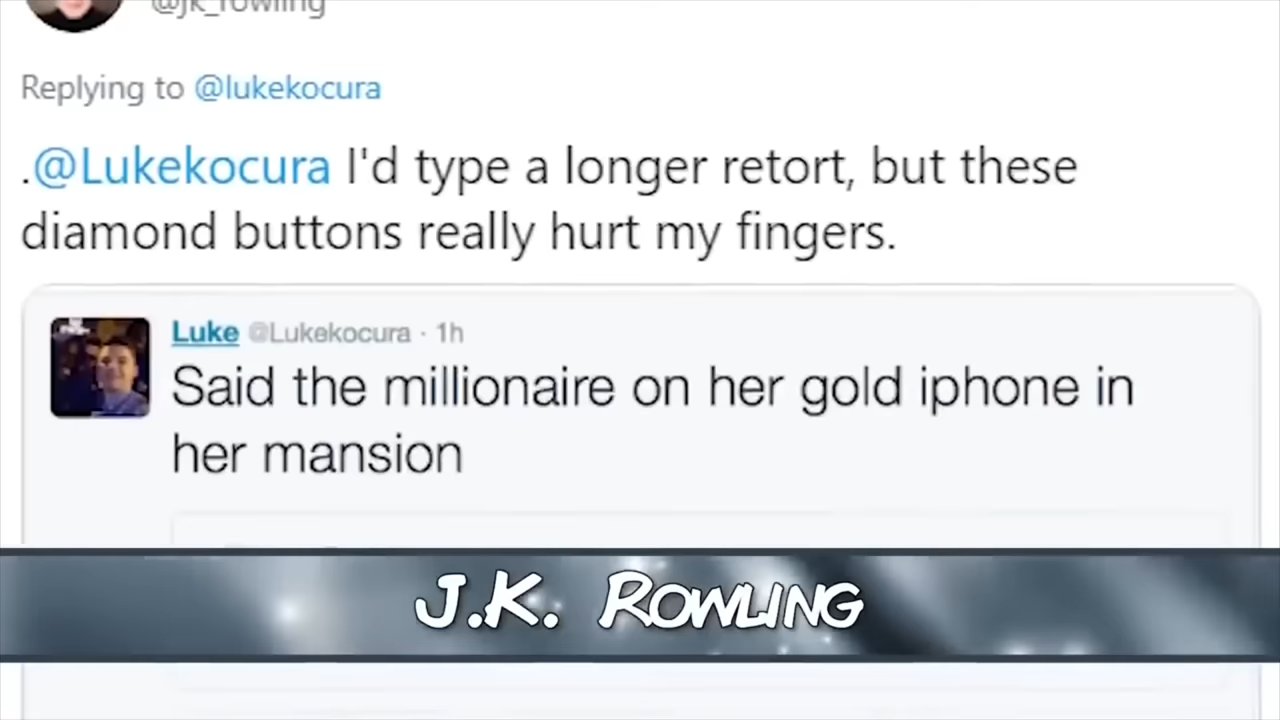 @jk_rowling
Replying to @lukekocura
.@Lukekocura I'd type a longer retort, but these
diamond buttons really hurt my fingers.
Luke @Lukekocura · 1h
Said the millionaire on her gold iphone in
her mansion
J.K. ROWLING